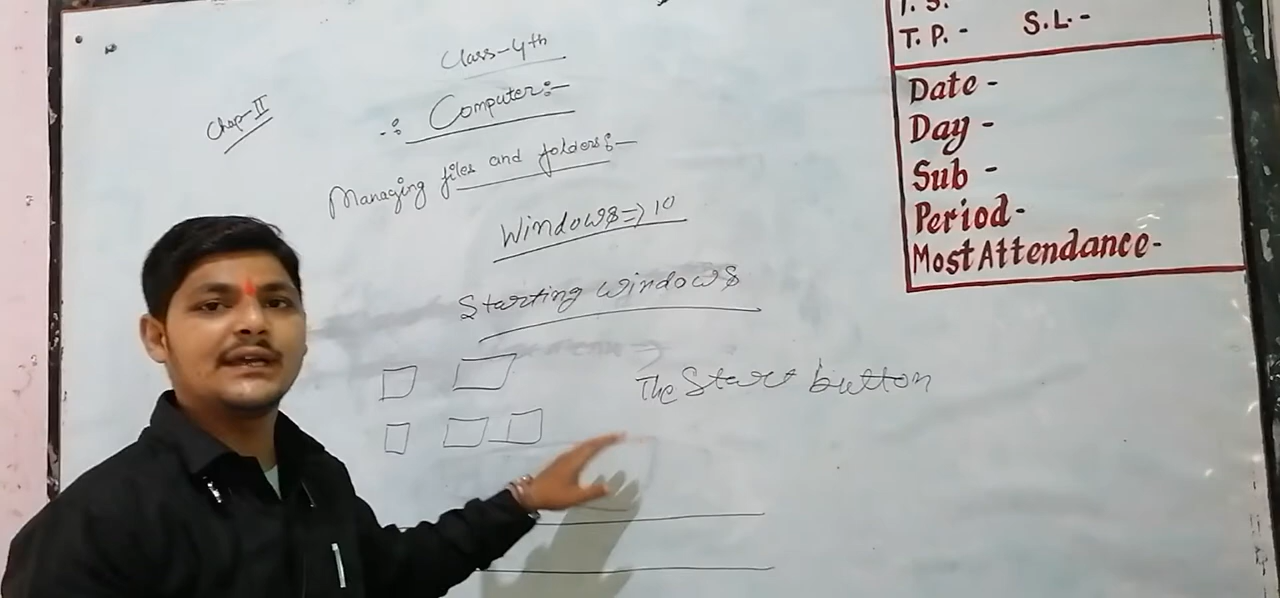 Class-4th
Chap-II
-: Computer:-
Managing files and folders:-
Windows=>10
Starting windows
The Start button
T. P. -   S.L.-
Date -
Day -
Sub -
Period-
Most Attendance-